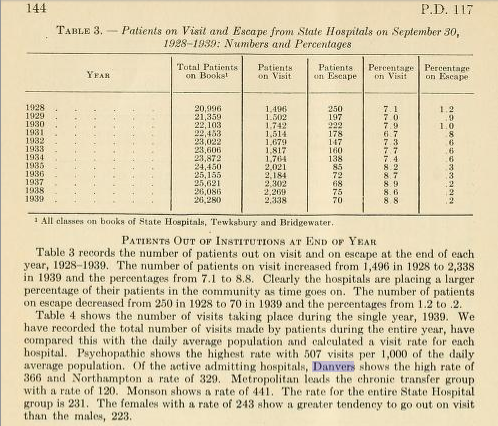 144 P.D. 117
TABLE 3. — Patients on Visit and Escape from State Hospitals on September 30,
1928-1939: Numbers and Percentages
YEAR Total Patients on Books¹ Patients on Visit Patients on Escape Percentage on Visit Percentage on Escape
1928 . . . . . . 20,996 1,496 250 7 1 1.2
1929 . . . . . . 21,359 1.502 197 7 0 .9
1930 . . . . . . 22,103 1,742 222 7 9 1.0
1931 . . . . . . 22,453 1,514 178 6 7 .8
1932 . . . . . . 23,022 1,679 147 7 3 .6
1933 . . . . . . 23,606 1,817 160 7 7 .6
1934 . . . . . . 23,872 1,764 138 7 4 .6
1935 . . . . . . 24,450 2,021 85 8 2 .3
1936 . . . . . . 25,155 2,184 72 8 7 .3
1937 . . . . . . 25,621 2,302 68 8 9 .2
1938 . . . . . . 26,086 2,269 75 8 6 .2
1939 . . . . . . 26,280 2,338 70 8 8 .2
¹ All classes on books of State Hospitals, Tewksbury and Bridgewater.
PATIENTS OUT OF INSTITUTIONS AT END OF YEAR
Table 3 records the number of patients out on visit and on escape at the end of each
year, 1928-1939. The number of patients on visit increased from 1,496 in 1928 to 2,338
in 1939 and the percentages from 7.1 to 8.8. Clearly the hospitals are placing a larger
percentage of their patients in the community as time goes on. The number of patients
on escape decreased from 250 in 1928 to 70 in 1939 and the percentages from 1.2 to .2.
Table 4 shows the number of visits taking place during the single year, 1939. We
have recorded the total number of visits made by patients during the entire year, have
compared this with the daily average population and calculated a visit rate for each
hospital. Psychopathic shows the highest rate with 507 visits per 1,000 of the daily
average population. Of the active admitting hospitals, Danvers shows the high rate of
366 and Northampton a rate of 329. Metropolitan leads the chronic transfer group
with a rate of 120. Monson shows a rate of 441. The rate for the entire State Hospital
group is 231. The females with a rate of 243 show a greater tendency to go out on visit
than the males, 223.